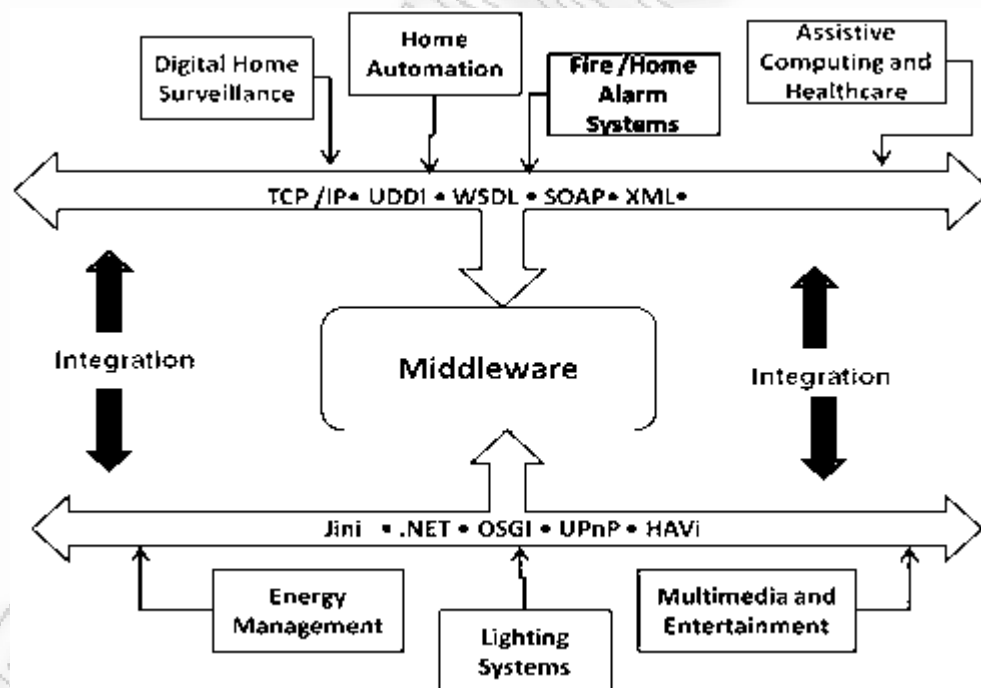 Digital Home
Surveillance
Home
Automation
Fire /Home
Alarm
Systems
Assistive
Computing and
Healthcare
TCP /IP• UDDI • WSDL • SOAP• XML•
Integration
Middleware
Integration
Jini • .NET • OSGI • UPnP • HAVi
Energy
Management
Lighting
Systems
Multimedia and
Entertainment